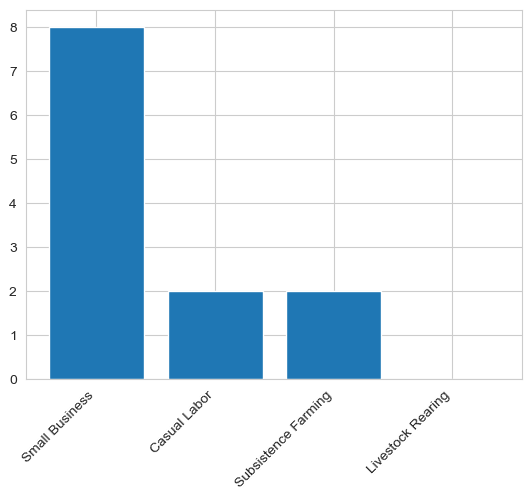 8
7
6
5
4
3
2
1
0
Small Business
Casual Labor
Subsistence Farming
Livestock Rearing